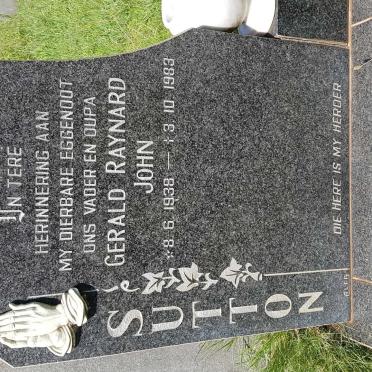 SUTTON
IN TERE
HERINNERING AAN
MY DIERBARE EGGENOOT
ONS VADER EN OUPA
GERALD RAYNARD
JOHN
☆8·6·1938 — ✝3·10·1983
DIE HERE IS MY HERDER